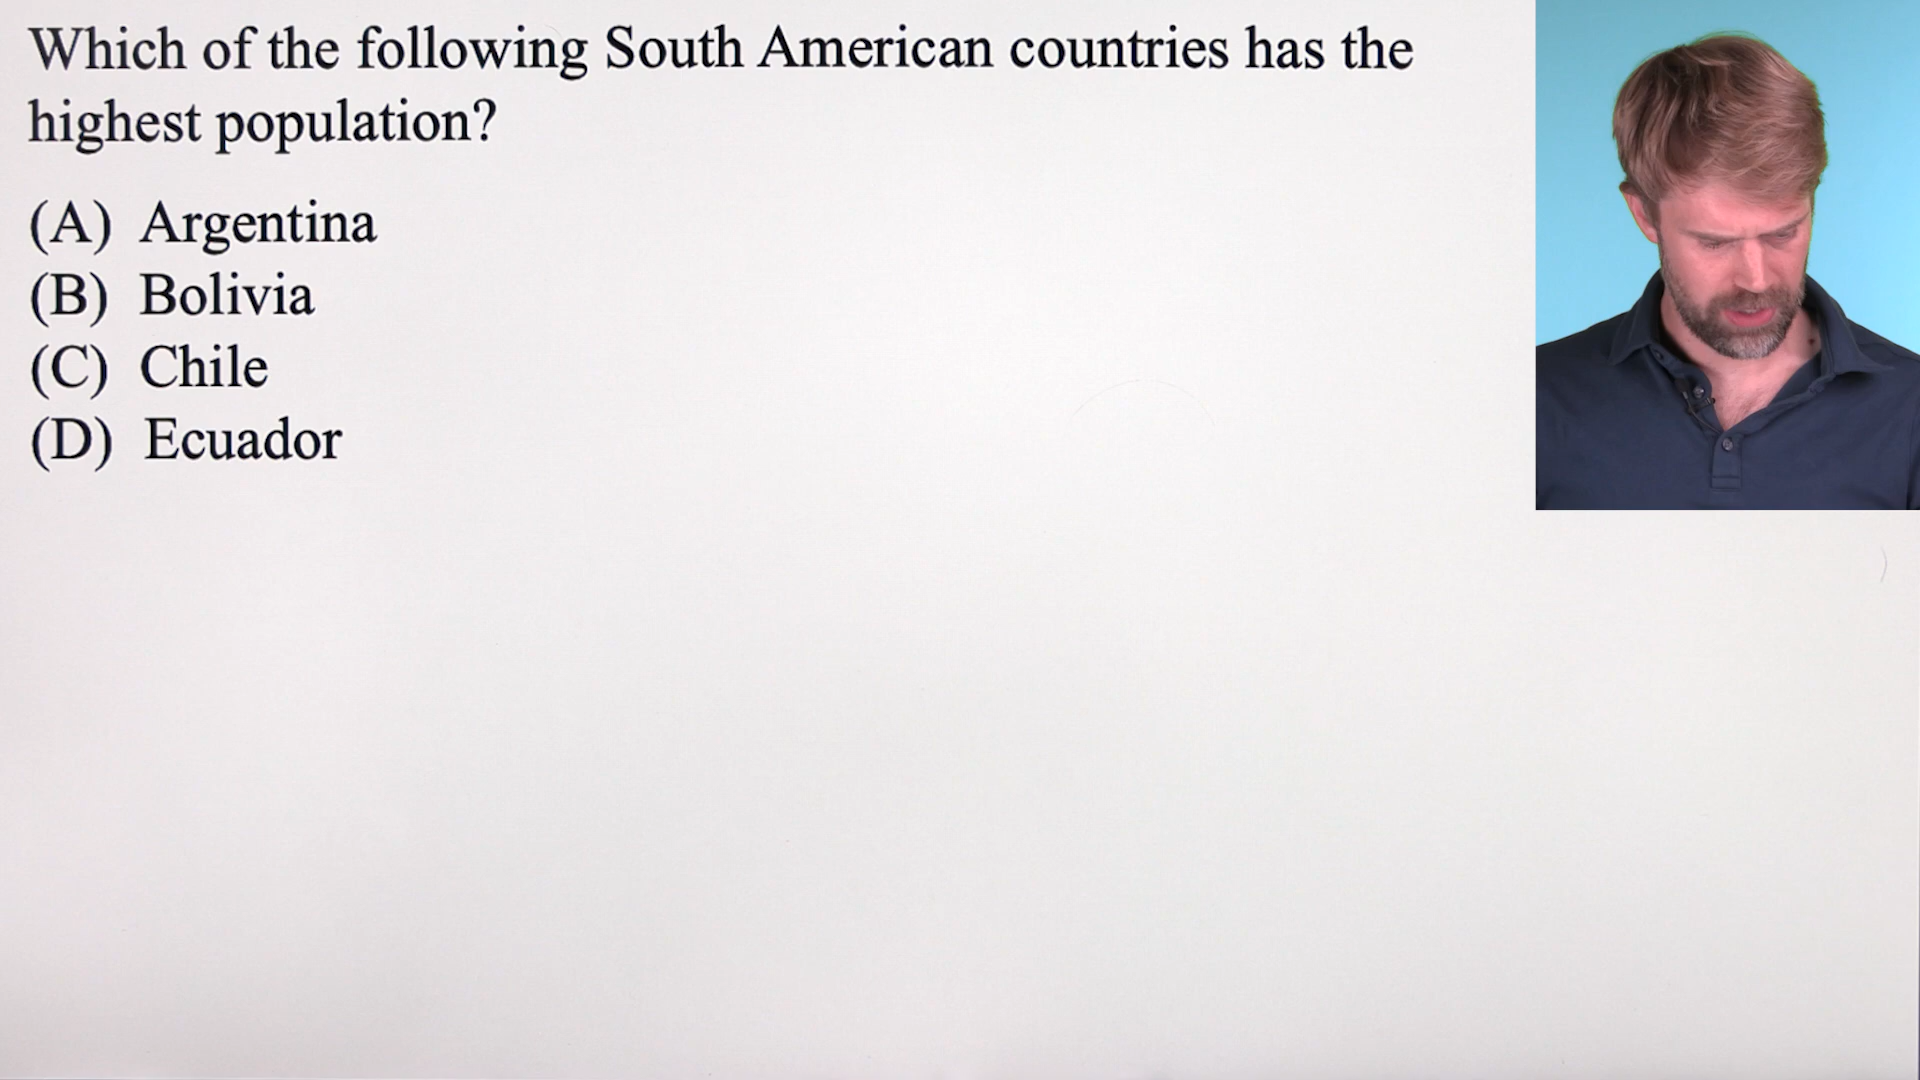 Which of the following South American countries has the
highest population?
(A) Argentina
(B) Bolivia
(C) Chile
(D) Ecuador